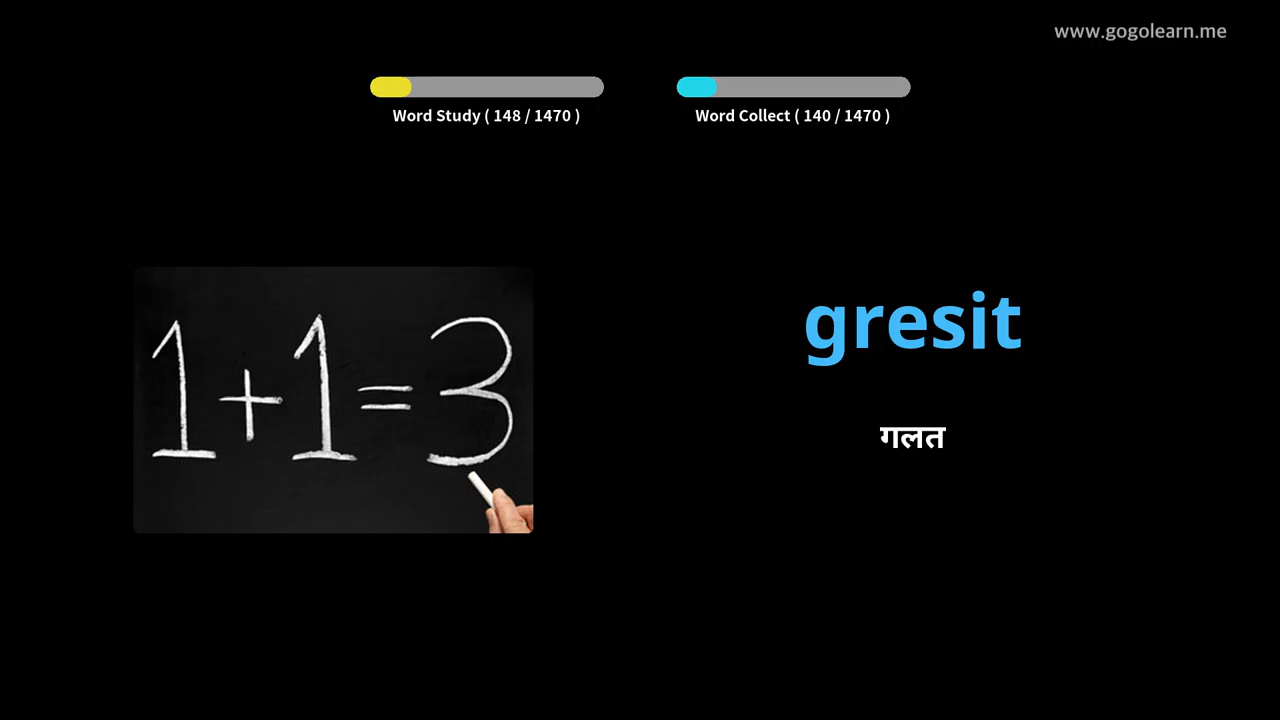 www.gogolearn.me
Word Study ( 148 / 1470 )
Word Collect ( 140 / 1470 )
1+1=3
gresit
गलत